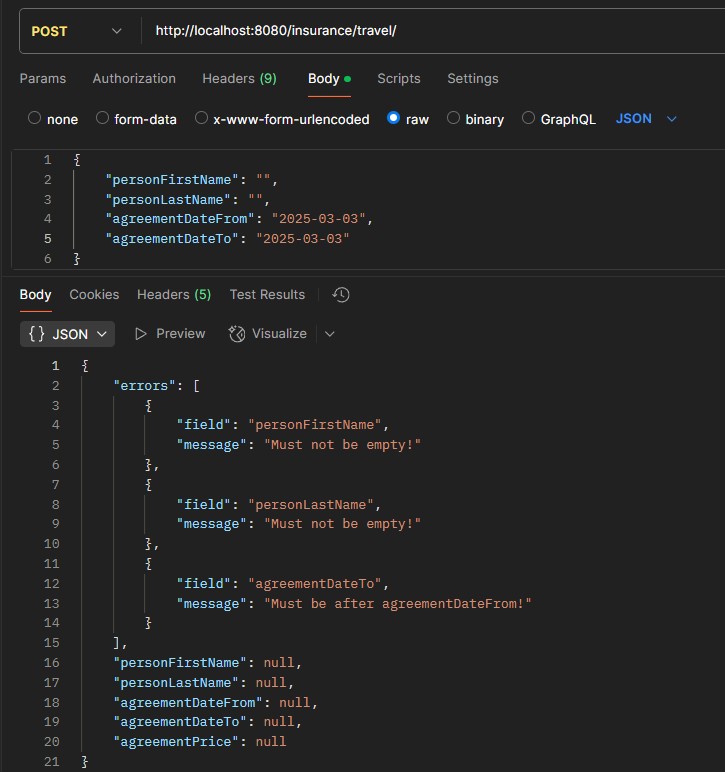 POST http://localhost:8080/insurance/travel/
Params Authorization Headers (9) Body Scripts Settings
none form-data x-www-form-urlencoded raw binary GraphQL JSON
1 {
2 "personFirstName": "",
3 "personLastName": "",
4 "agreementDateFrom": "2025-03-03",
5 "agreementDateTo": "2025-03-03"
6 }
Body Cookies Headers (5) Test Results
{} JSON Preview Visualize
1 {
2 "errors": [
3 {
4 "field": "personFirstName",
5 "message": "Must not be empty!"
6 },
7 {
8 "field": "personLastName",
9 "message": "Must not be empty!"
10 },
11 {
12 "field": "agreementDateTo",
13 "message": "Must be after agreementDateFrom!"
14 }
15 ],
16 "personFirstName": null,
17 "personLastName": null,
18 "agreementDateFrom": null,
19 "agreementDateTo": null,
20 "agreementPrice": null
21 }